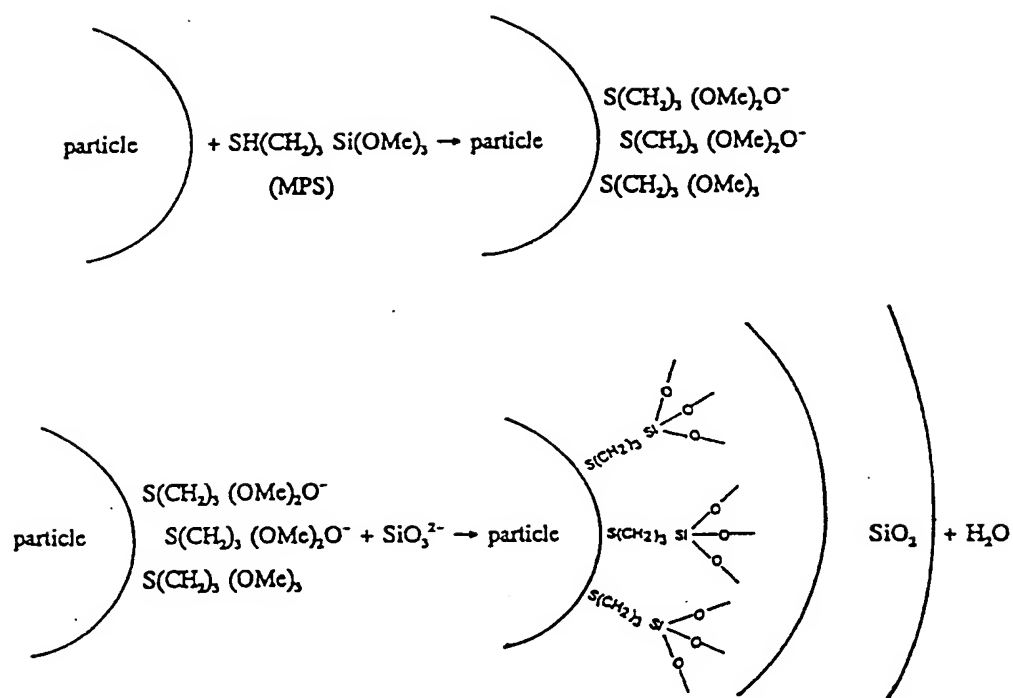 S(CH₂)₃ (OMe)₂O⁻
particle + SH(CH₂)₃ Si(OMe)₃ → particle S(CH₂)₃ (OMe)₂O⁻
(MPS) S(CH₂)₃ (OMe)₃
S(CH₂)₃ Si O O O
S(CH₂)₃ (OMe)₂O⁻
particle S(CH₂)₃ (OMe)₂O⁻ + SiO₃²⁻ → particle S(CH₂)₃ Si O O O SiO₂ + H₂O
S(CH₂)₃ (OMe)₃
S(CH₂)₃ Si O O O